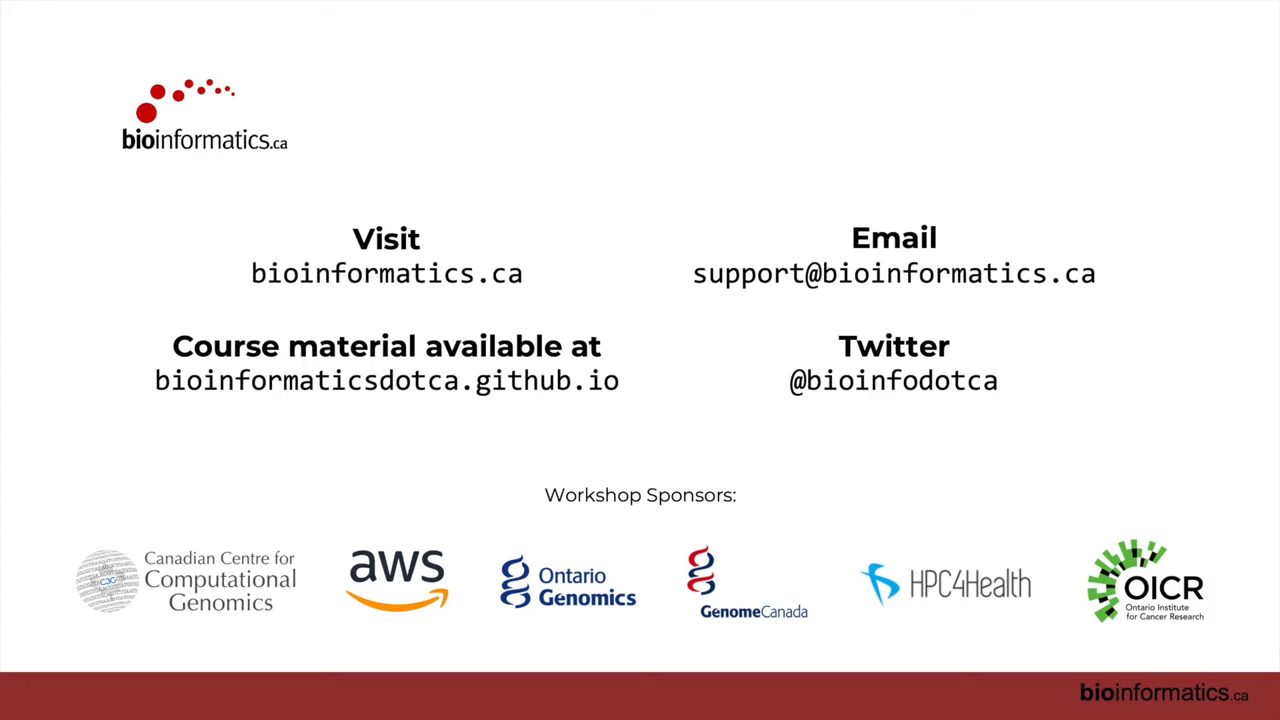 bioinformatics.ca
Visit
bioinformatics.ca
Email
support@bioinformatics.ca
Course material available at
bioinformaticsdotca.github.io
Twitter
@bioinfodotca
Workshop Sponsors:
C3G
Canadian Centre for
Computational
Genomics
aws
Ontario
Genomics
GenomeCanada
HPC4Health
OICR
Ontario Institute
for Cancer Research
bioinformatics.ca